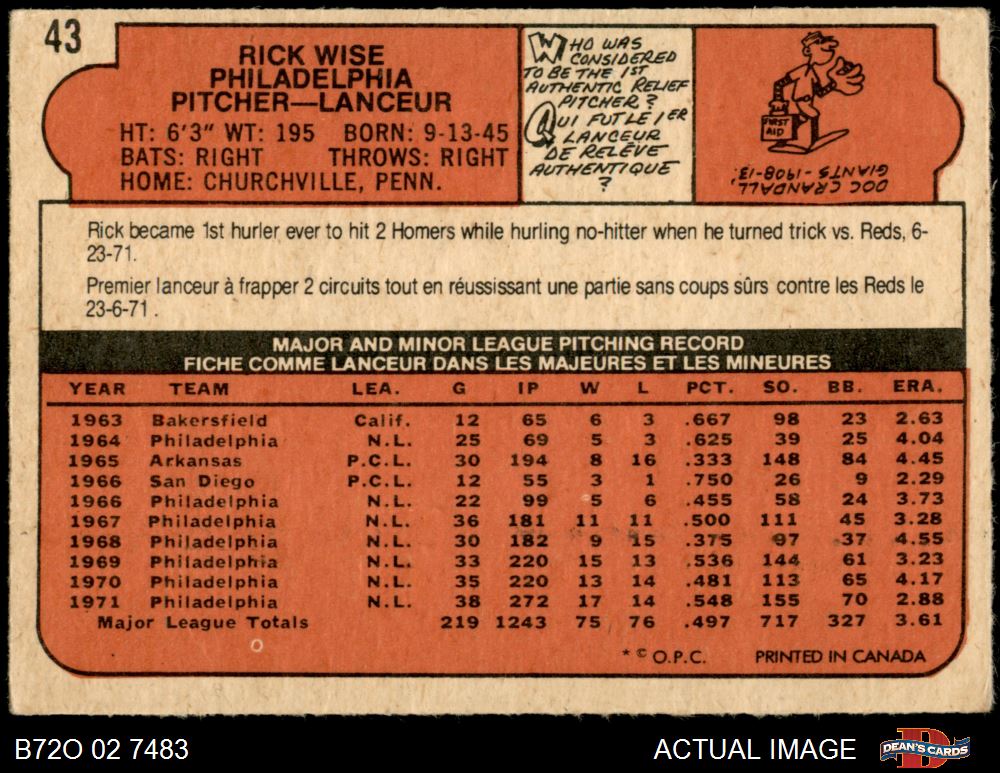 43
RICK WISE
PHILADELPHIA
PITCHER—LANCEUR
HT: 6'3" WT: 195 BORN: 9-13-45
BATS: RIGHT THROWS: RIGHT
HOME: CHURCHVILLE, PENN.
WHO WAS
CONSIDERED
TO BE THE 1ST
AUTHENTIC RELIEF
PITCHER?
QUI FUT LE 1ER
LANCEUR
DE RELÈVE
AUTHENTIQUE
?
FIRST
AID
DOC CRANDALL,
GIANTS - 1908-13.
Rick became 1st hurler ever to hit 2 Homers while hurling no-hitter when he turned trick vs. Reds, 6-
23-71.
Premier lanceur à frapper 2 circuits tout en réussissant une partie sans coups sûrs contre les Reds le
23-6-71 .
MAJOR AND MINOR LEAGUE PITCHING RECORD
FICHE COMME LANCEUR DANS LES MAJEURES ET LES MINEURES
YEAR TEAM LEA. G IP W L PCT. SO. BB. ERA.
1963 Bakersfield Calif. 12 65 6 3 .667 98 23 2.63
1964 Philadelphia N.L. 25 69 5 3 .625 39 25 4.04
1965 Arkansas P.C.L. 30 194 8 16 .333 148 84 4.45
1966 San Diego P.C.L. 12 55 3 1 .750 26 9 2.29
1966 Philadelphia N.L. 22 99 5 6 .455 58 24 3.73
1967 Philadelphia N.L. 36 181 11 11 .500 111 45 3.28
1968 Philadelphia N.L. 30 182 9 15 .375 97 37 4.55
1969 Philadelphia N.L. 33 220 15 13 .536 144 61 3.23
1970 Philadelphia N.L. 35 220 13 14 .481 113 65 4.17
1971 Philadelphia N.L. 38 272 17 14 .548 155 70 2.88
Major League Totals 219 1243 75 76 .497 717 327 3.61
* © O.P.C. PRINTED IN CANADA
B72O 02 7483 ACTUAL IMAGE DEAN'S CARDS